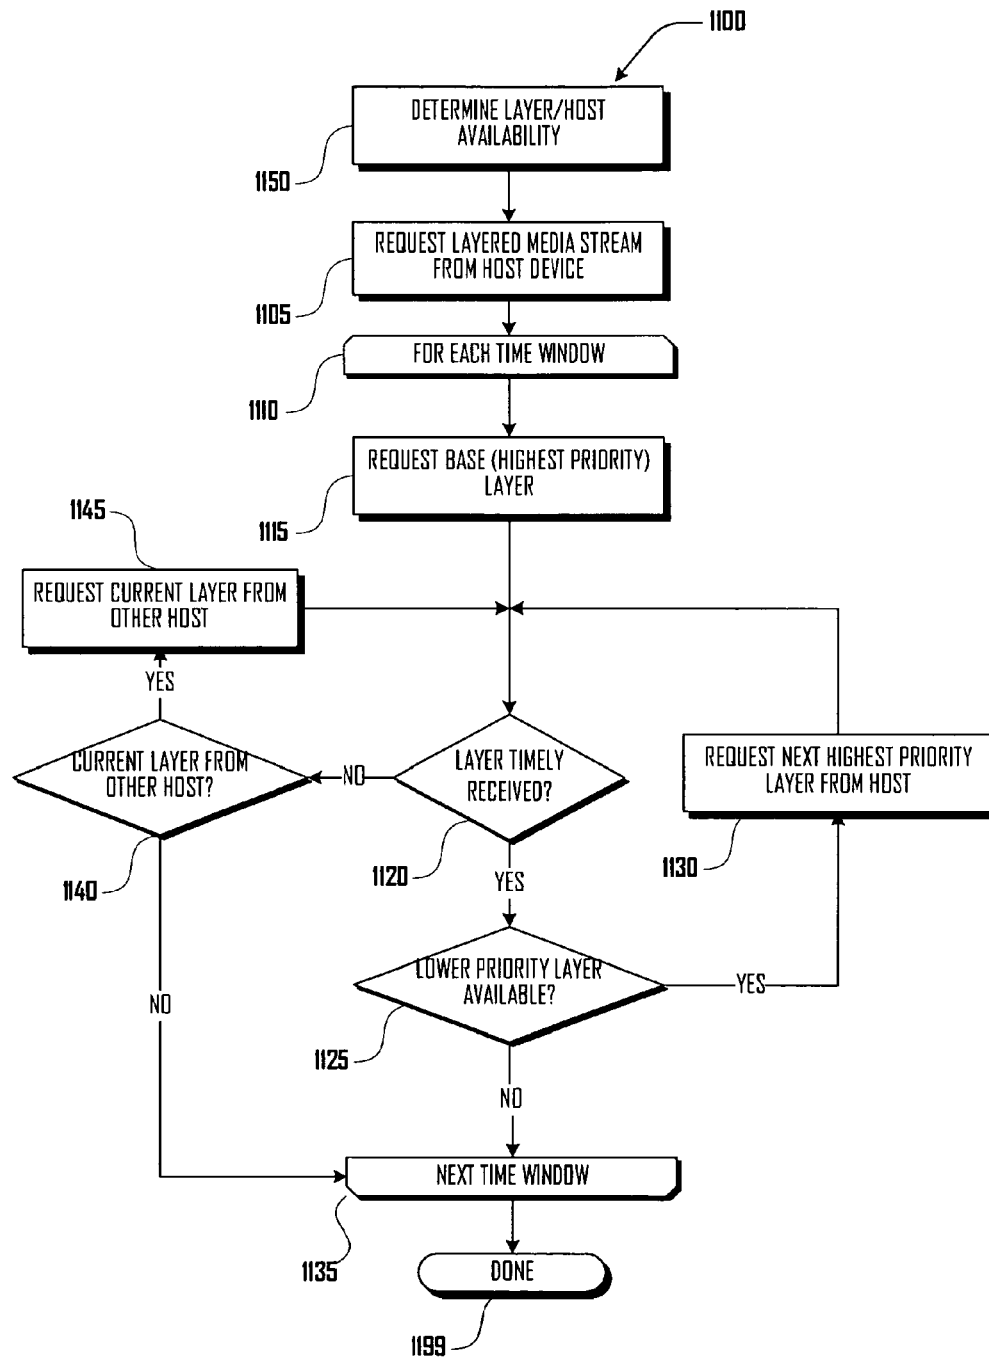 1100
DETERMINE LAYER/HOST
AVAILABILITY
1150
REQUEST LAYERED MEDIA STREAM
FROM HOST DEVICE
1105
FOR EACH TIME WINDOW
1110
REQUEST BASE (HIGHEST PRIORITY)
LAYER
1115
1145
REQUEST CURRENT LAYER FROM
OTHER HOST
YES
CURRENT LAYER FROM
OTHER HOST?
1140
NO
LAYER TIMELY
RECEIVED?
1120
YES
REQUEST NEXT HIGHEST PRIORITY
LAYER FROM HOST
1130
LOWER PRIORITY LAYER
AVAILABLE?
YES
1125
NO
NO
NEXT TIME WINDOW
1135
DONE
1199